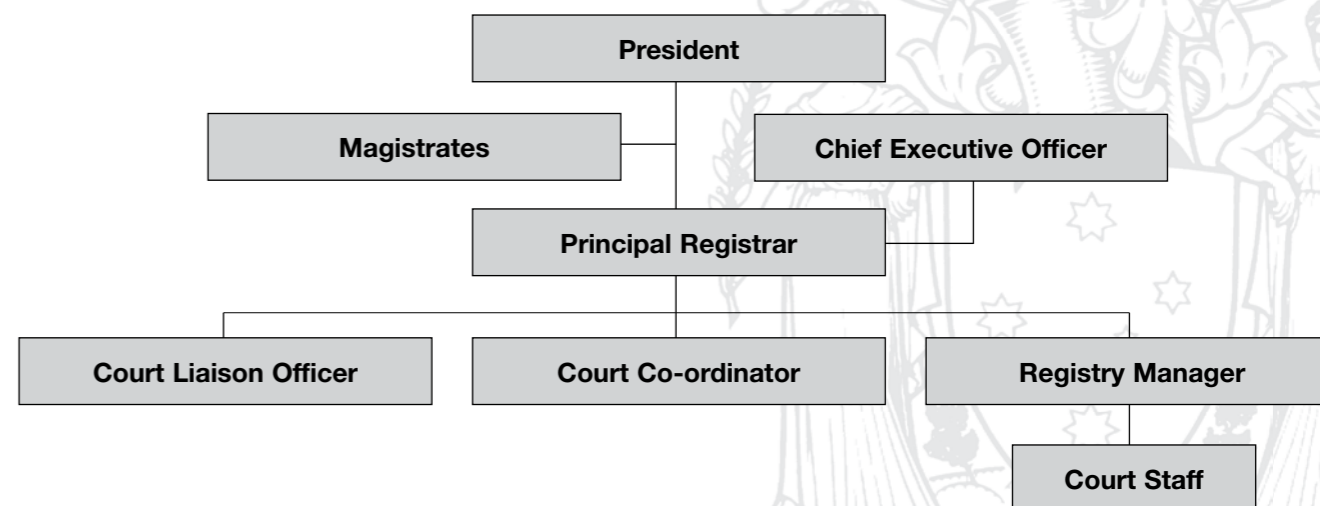 President
Magistrates
Chief Executive Officer
Principal Registrar
Court Liaison Officer
Court Co-ordinator
Registry Manager
Court Staff